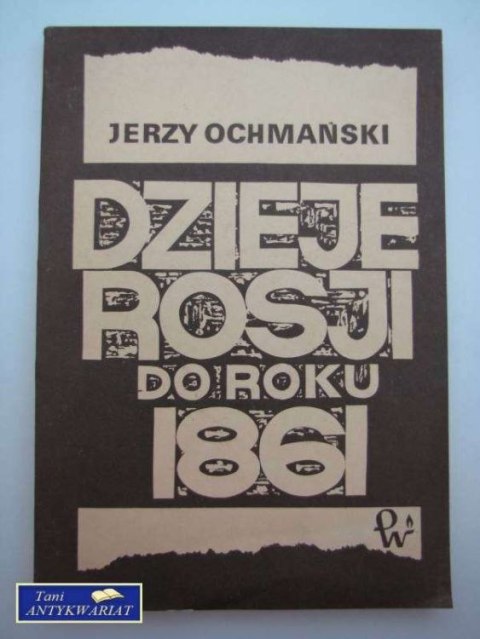 JERZY OCHMAŃSKI
DZIEJE
ROSJI
DO ROKU
1861
PW
Tani
ANTYKWARIAT